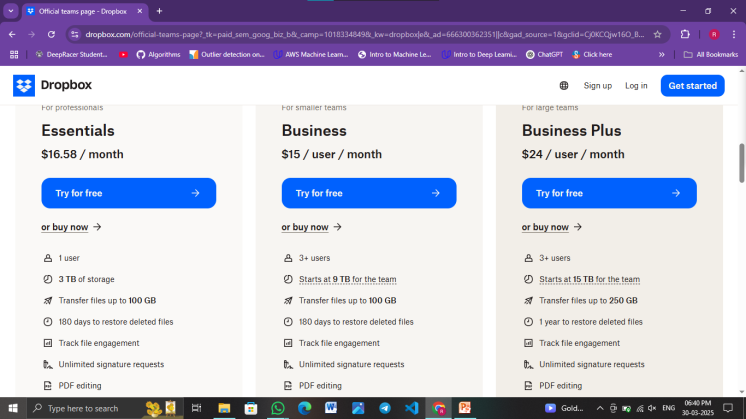 Official teams page - Dropbox
dropbox.com/official-teams-page?_tk=paid_sem_goog_biz_b&_camp=1018334849&_kw=dropbox|e&_ad=666300362351||c&gad_source=1&gclid=Cj0KCQjw16O_B...
R
DeepRacer Student...
Algorithms
Outlier detection on...
AWS Machine Learn...
Intro to Machine Le...
Intro to Deep Learni...
ChatGPT
Click here
All Bookmarks
Dropbox
Sign up
Log in
Get started
For professionals
Essentials
$16.58 / month
Try for free
or buy now
1 user
3 TB of storage
Transfer files up to 100 GB
180 days to restore deleted files
Track file engagement
Unlimited signature requests
PDF editing
For smaller teams
Business
$15 / user / month
Try for free
or buy now
3+ users
Starts at 9 TB for the team
Transfer files up to 100 GB
180 days to restore deleted files
Track file engagement
Unlimited signature requests
PDF editing
For large teams
Business Plus
$24 / user / month
Try for free
or buy now
3+ users
Starts at 15 TB for the team
Transfer files up to 250 GB
1 year to restore deleted files
Track file engagement
Unlimited signature requests
PDF editing
Type here to search
Gold...
ENG
06:40 PM
30-03-2025